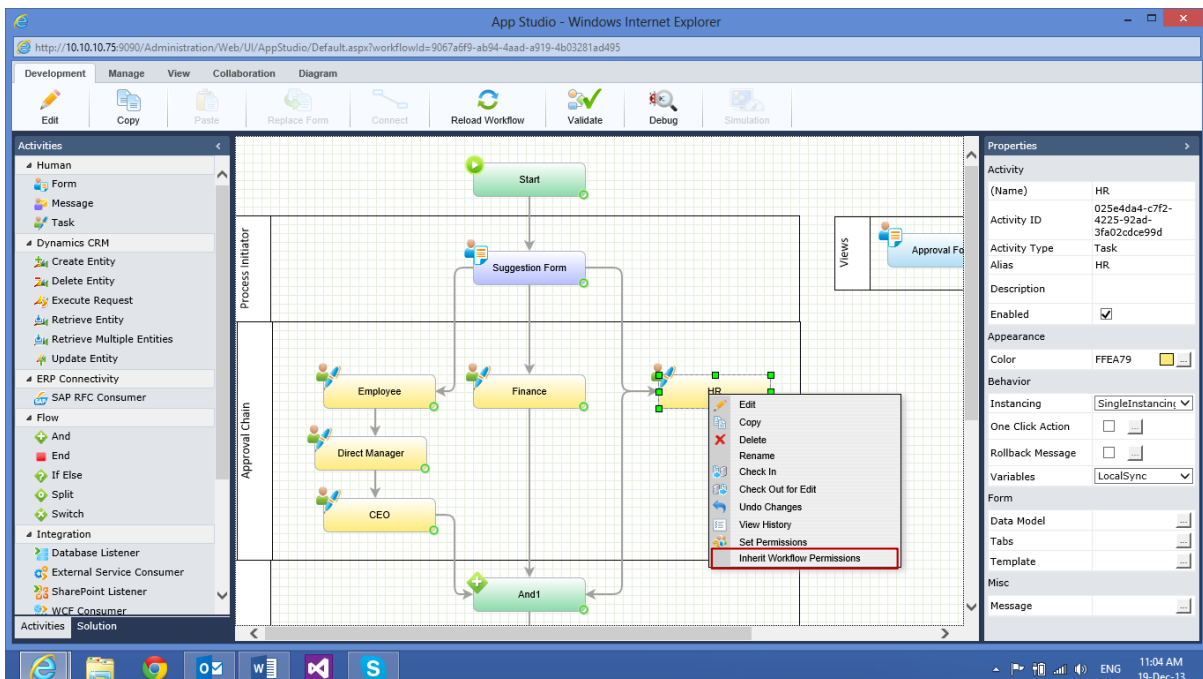 App Studio - Windows Internet Explorer
http://10.10.10.75:9090/Administration/Web/UI/AppStudio/Default.aspx?workflowId=9067a6f9-ab94-4aad-a919-4b03281ad495
Development Manage View Collaboration Diagram
Edit Copy Paste Replace Form Connect Reload Workflow Validate Debug Simulation
Activities
Human
Form
Message
Task
Dynamics CRM
Create Entity
Delete Entity
Execute Request
Retrieve Entity
Retrieve Multiple Entities
Update Entity
ERP Connectivity
SAP RFC Consumer
Flow
And
End
If Else
Split
Switch
Integration
Database Listener
External Service Consumer
SharePoint Listener
WCF Consumer
Activities Solution
Start
Process Initiator
Suggestion Form
Views
Approval Fo
Approval Chain
Employee
Finance
HR
Direct Manager
CEO
And1
Edit
Copy
Delete
Rename
Check In
Check Out for Edit
Undo Changes
View History
Set Permissions
Inherit Workflow Permissions
Properties
Activity
(Name) HR
Activity ID 025e4da4-c7f2-
4225-92ad-
3fa02cdce99d
Activity Type Task
Alias HR
Description
Enabled
Appearance
Color FFEA79 ...
Behavior
Instancing SingleInstancing
One Click Action ...
Rollback Message ...
Variables LocalSync
Form
Data Model ...
Tabs ...
Template ...
Misc
Message ...
ENG 11:04 AM
19-Dec-13